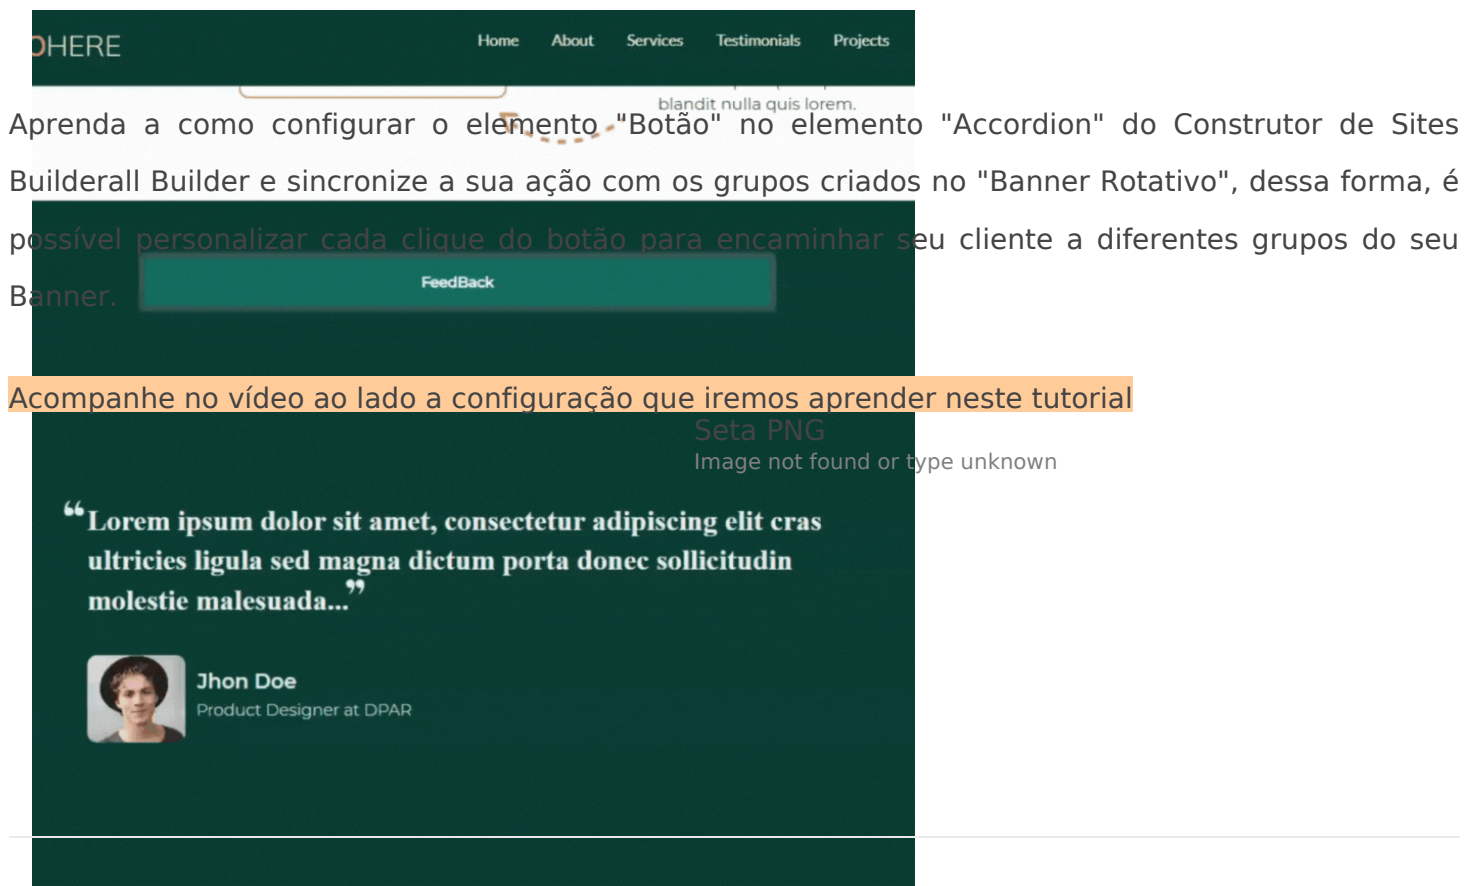 OHERE
Home About Services Testimonials Projects
blandit nulla quis lorem.
Aprenda a como configurar o elemento "Botão" no elemento "Accordion" do Construtor de Sites
Builderall Builder e sincronize a sua ação com os grupos criados no "Banner Rotativo", dessa forma, é
possível personalizar cada clique do botão para encaminhar seu cliente a diferentes grupos do seu
FeedBack
Banner.
Acompanhe no vídeo ao lado a configuração que iremos aprender neste tutorial
Seta PNG
Image not found or type unknown
“Lorem ipsum dolor sit amet, consectetur adipiscing elit cras
ultricies ligula sed magna dictum porta donec sollicitudin
molestie malesuada...”
Jhon Doe
Product Designer at DPAR